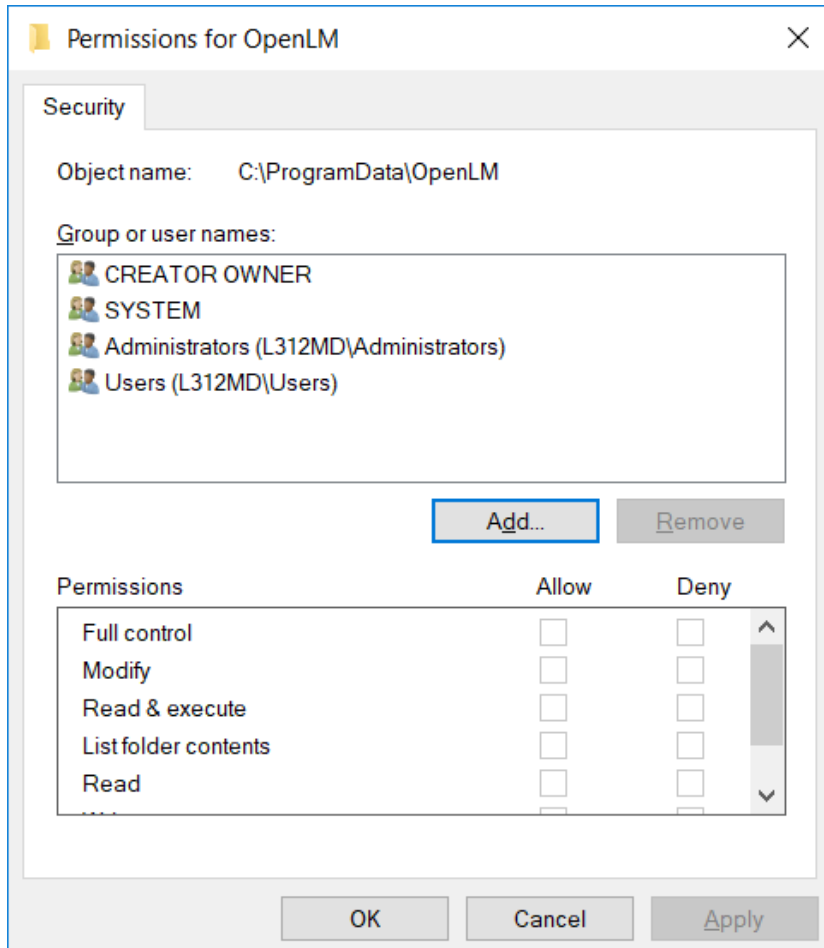 Permissions for OpenLM
Security
Object name: C:\ProgramData\OpenLM
Group or user names:
CREATOR OWNER
SYSTEM
Administrators (L312MD\Administrators)
Users (L312MD\Users)
Add... Remove
Permissions Allow Deny
Full control
Modify
Read & execute
List folder contents
Read
OK Cancel Apply